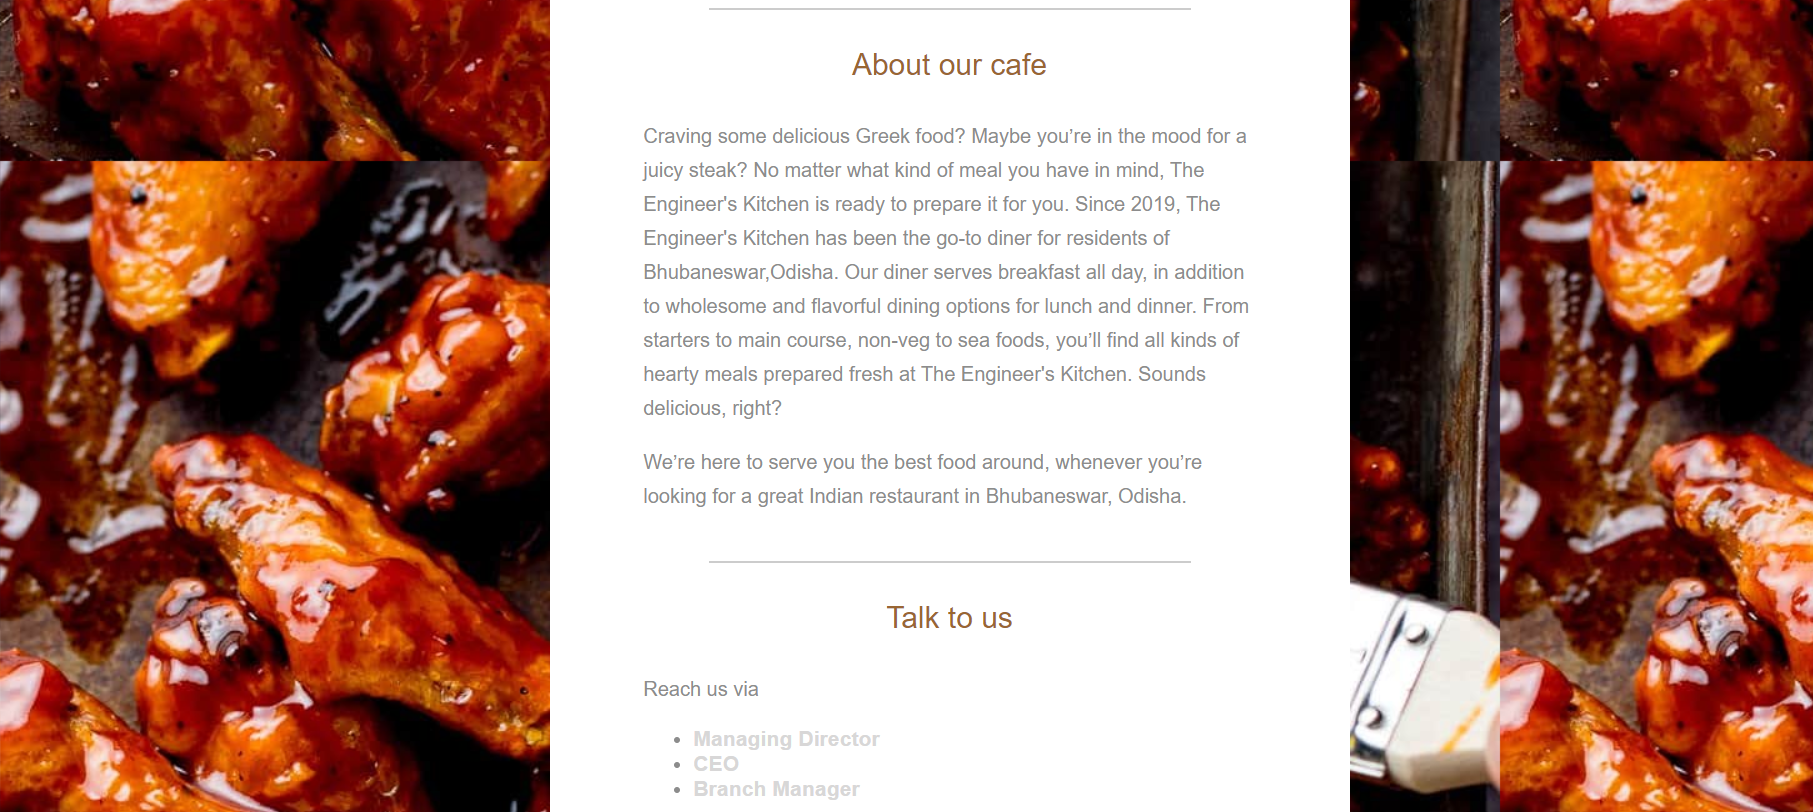 About our cafe
Craving some delicious Greek food? Maybe you’re in the mood for a
juicy steak? No matter what kind of meal you have in mind, The
Engineer's Kitchen is ready to prepare it for you. Since 2019, The
Engineer's Kitchen has been the go-to diner for residents of
Bhubaneswar,Odisha. Our diner serves breakfast all day, in addition
to wholesome and flavorful dining options for lunch and dinner. From
starters to main course, non-veg to sea foods, you’ll find all kinds of
hearty meals prepared fresh at The Engineer's Kitchen. Sounds
delicious, right?
We’re here to serve you the best food around, whenever you’re
looking for a great Indian restaurant in Bhubaneswar, Odisha.
Talk to us
Reach us via
Managing Director
CEO
Branch Manager